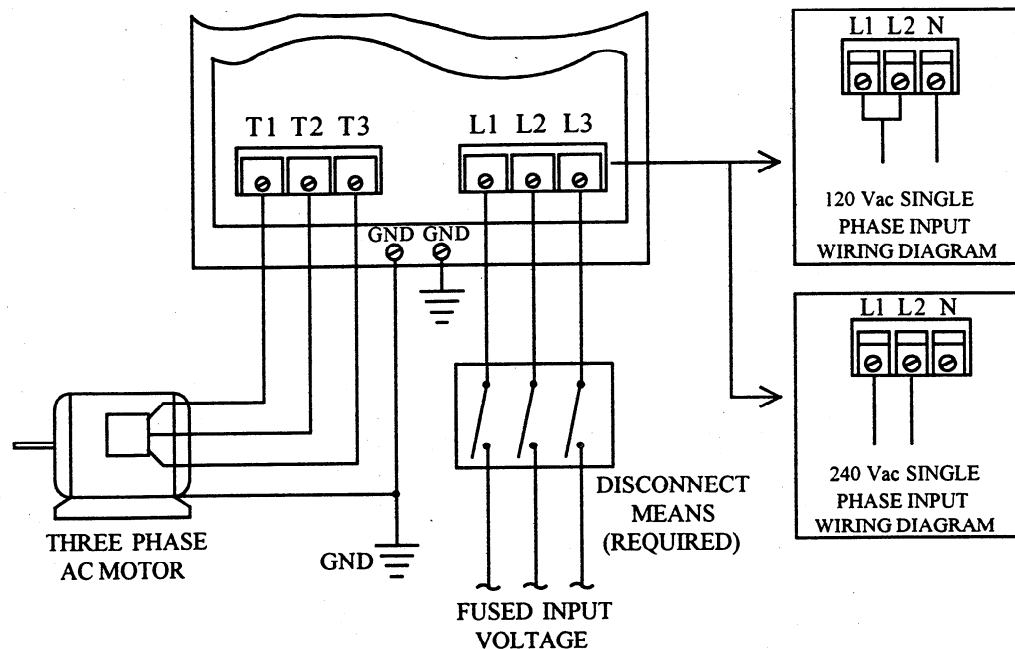 T1 T2 T3
L1 L2 L3
GND GND
THREE PHASE
AC MOTOR
GND
DISCONNECT
MEANS
(REQUIRED)
FUSED INPUT
VOLTAGE
L1 L2 N
120 Vac SINGLE
PHASE INPUT
WIRING DIAGRAM
L1 L2 N
240 Vac SINGLE
PHASE INPUT
WIRING DIAGRAM